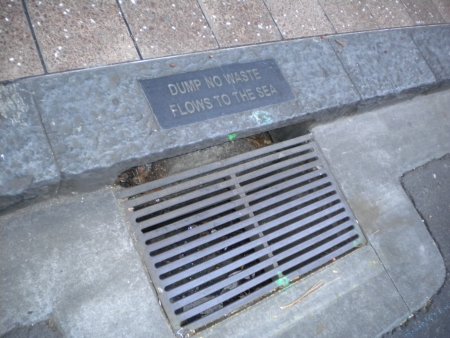 DUMP NO WASTE
FLOWS TO THE SEA